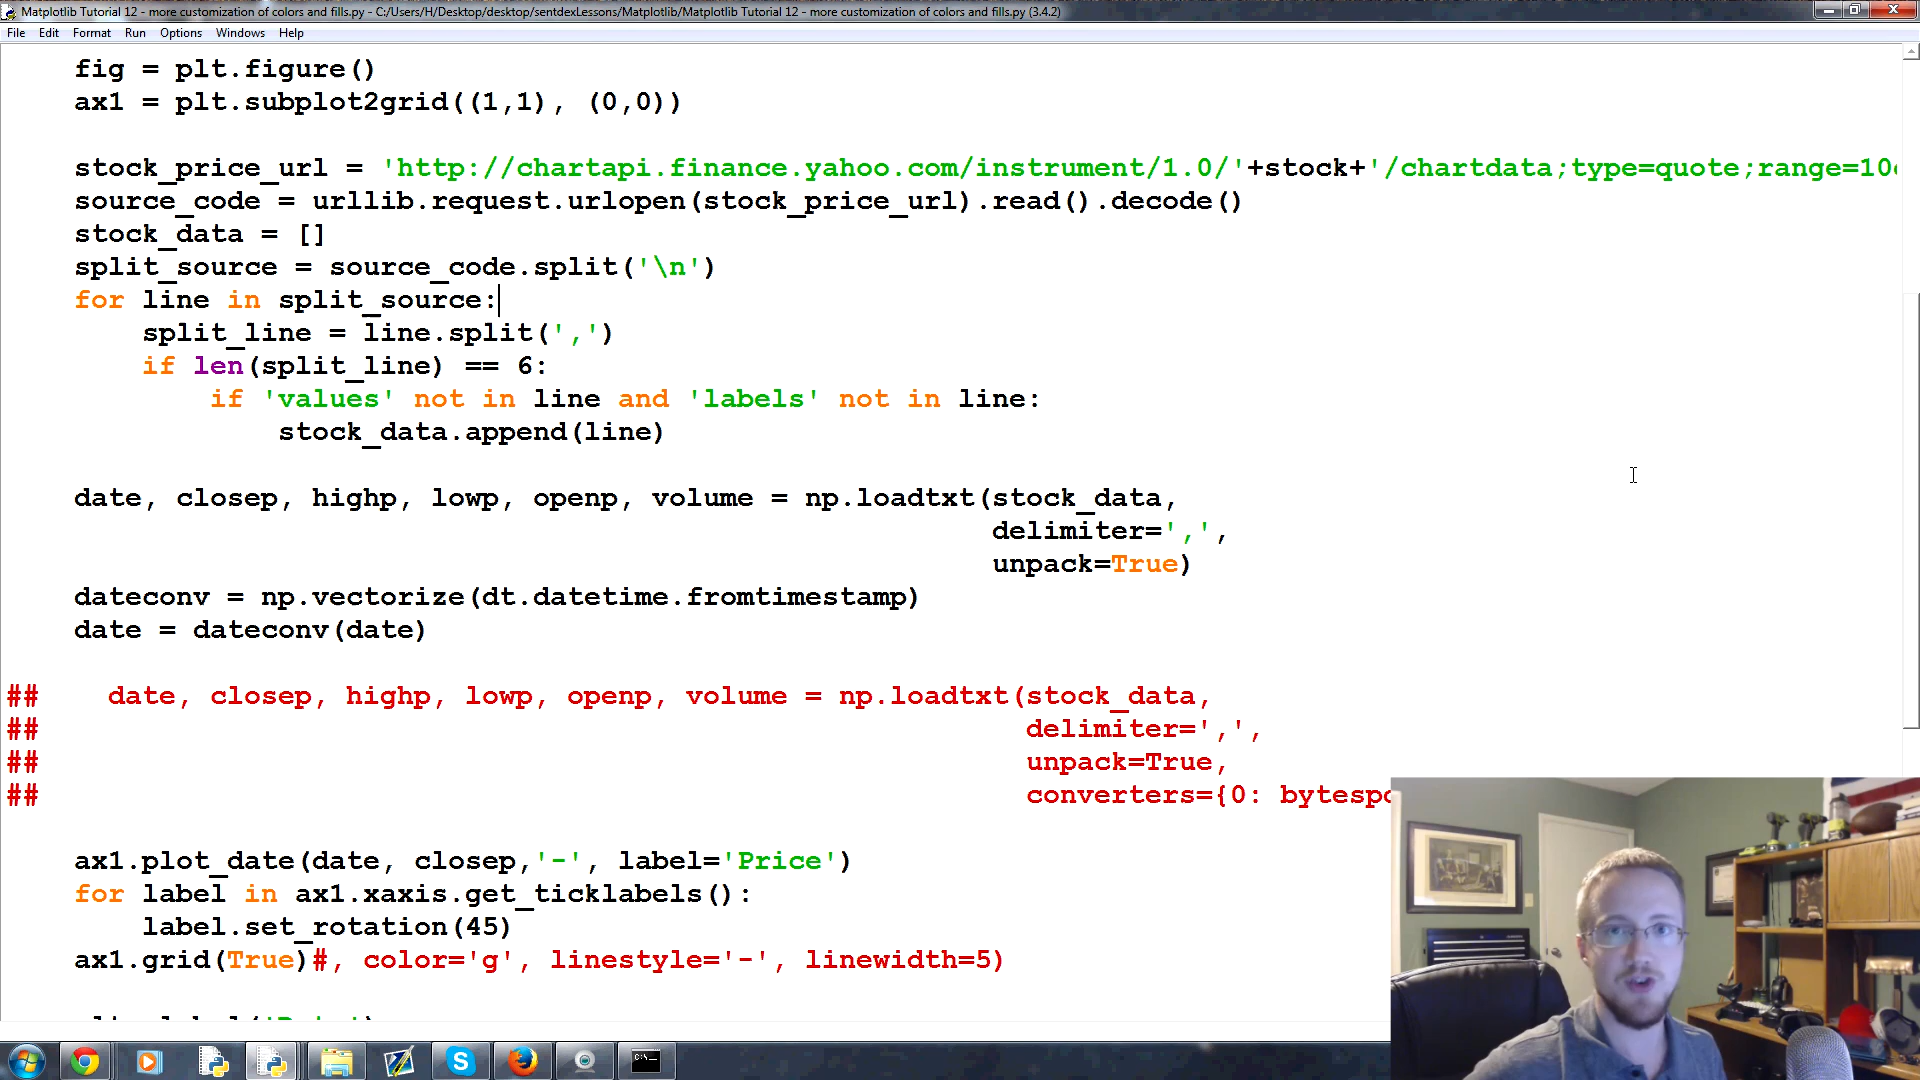 Matplotlib Tutorial 12 - more customization of colors and fills.py - C:/Users/H/Desktop/desktop/sentdexLessons/Matplotlib/Matplotlib Tutorial 12 - more customization of colors and fills.py (3.4.2)
File Edit Format Run Options Windows Help
fig = plt.figure()
ax1 = plt.subplot2grid((1,1), (0,0))
stock_price_url = 'http://chartapi.finance.yahoo.com/instrument/1.0/'+stock+'/chartdata;type=quote;range=10
source_code = urllib.request.urlopen(stock_price_url).read().decode()
stock_data = []
split_source = source_code.split('\n')
for line in split_source:
split_line = line.split(',')
if len(split_line) == 6:
if 'values' not in line and 'labels' not in line:
stock_data.append(line)
date, closep, highp, lowp, openp, volume = np.loadtxt(stock_data,
delimiter=',',
unpack=True)
dateconv = np.vectorize(dt.datetime.fromtimestamp)
date = dateconv(date)
## date, closep, highp, lowp, openp, volume = np.loadtxt(stock_data,
## delimiter=',',
## unpack=True,
## converters={0: bytesp
ax1.plot_date(date, closep,'-', label='Price')
for label in ax1.xaxis.get_ticklabels():
label.set_rotation(45)
ax1.grid(True)#, color='g', linestyle='-', linewidth=5)